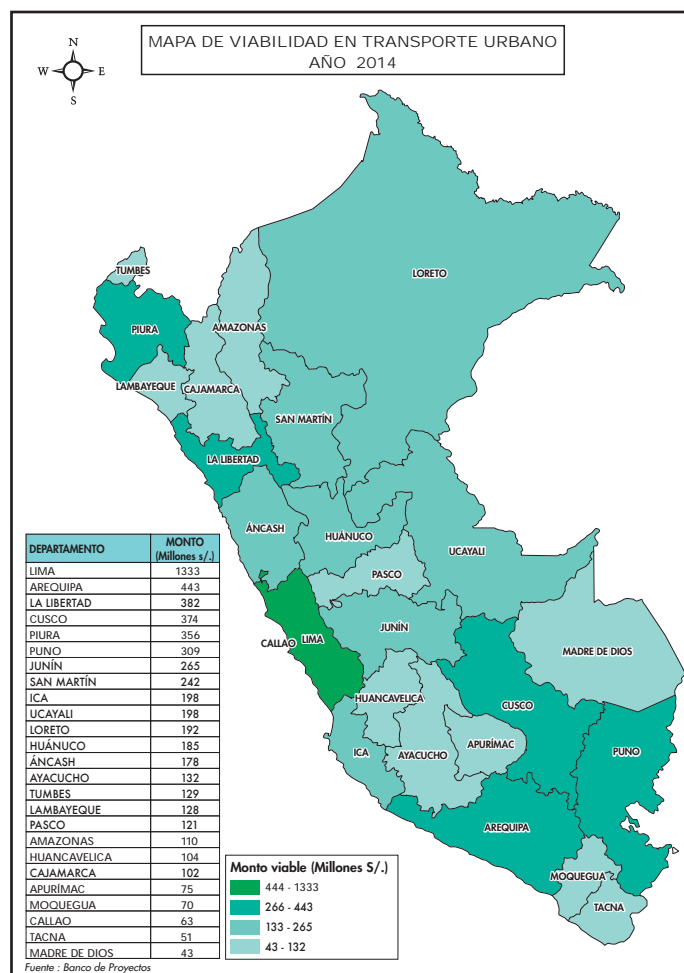 MAPA DE VIABILIDAD EN TRANSPORTE URBANO
AÑO 2014
N
W E
S
LORETO
TUMBES
AMAZONAS
PIURA
LAMBAYEQUE
CAJAMARCA
SAN MARTÍN
LA LIBERTAD
ÁNCASH
HUÁNUCO
UCAYALI
PASCO
JUNÍN
CALLAO
LIMA
MADRE DE DIOS
HUANCAVELICA
CUSCO
ICA
AYACUCHO
APURÍMAC
PUNO
AREQUIPA
MOQUEGUA
TACNA
DEPARTAMENTO MONTO
(Millones s/.)
LIMA 1333
AREQUIPA 443
LA LIBERTAD 382
CUSCO 374
PIURA 356
PUNO 309
JUNÍN 265
SAN MARTÍN 242
ICA 198
UCAYALI 198
LORETO 192
HUÁNUCO 185
ÁNCASH 178
AYACUCHO 132
TUMBES 129
LAMBAYEQUE 128
PASCO 121
AMAZONAS 110
HUANCAVELICA 104
CAJAMARCA 102
APURÍMAC 75
MOQUEGUA 70
CALLAO 63
TACNA 51
MADRE DE DIOS 43
Fuente : Banco de Proyectos
Monto viable (Millones S/.)
444 - 1333
266 - 443
133 - 265
43 - 132